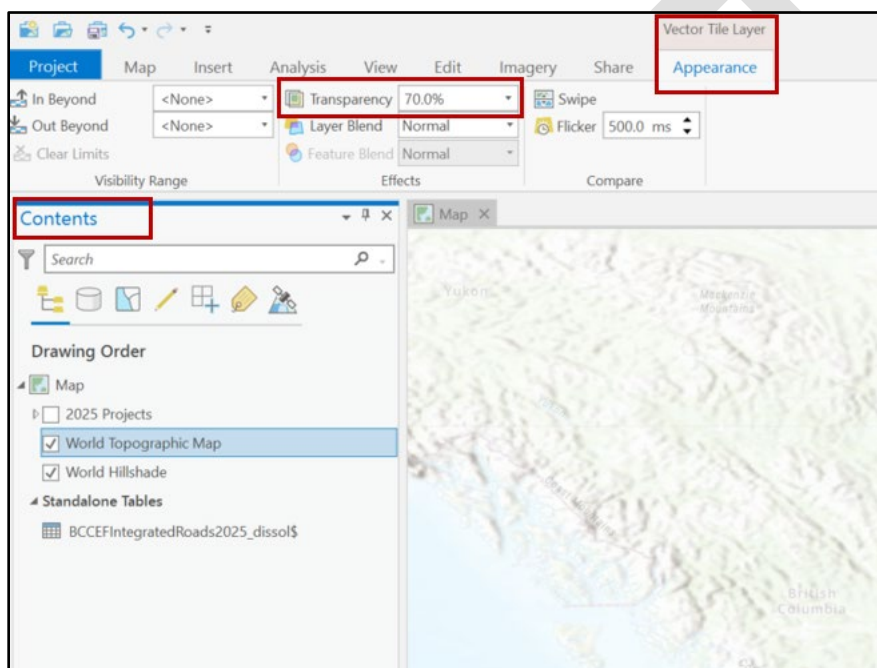 Vector Tile Layer
Project Map Insert Analysis View Edit Imagery Share Appearance
In Beyond <None> Transparency 70.0% Swipe
Out Beyond <None> Layer Blend Normal Flicker 500.0 ms
Clear Limits Feature Blend Normal
Visibility Range Effects Compare
Contents Map
Search
Drawing Order
Map
2025 Projects
World Topographic Map
World Hillshade
Standalone Tables
BCCEFIntegratedRoads2025_dissol$
Yukon
Mackenzie
Mountains
Coast Mountains
British
Columbia